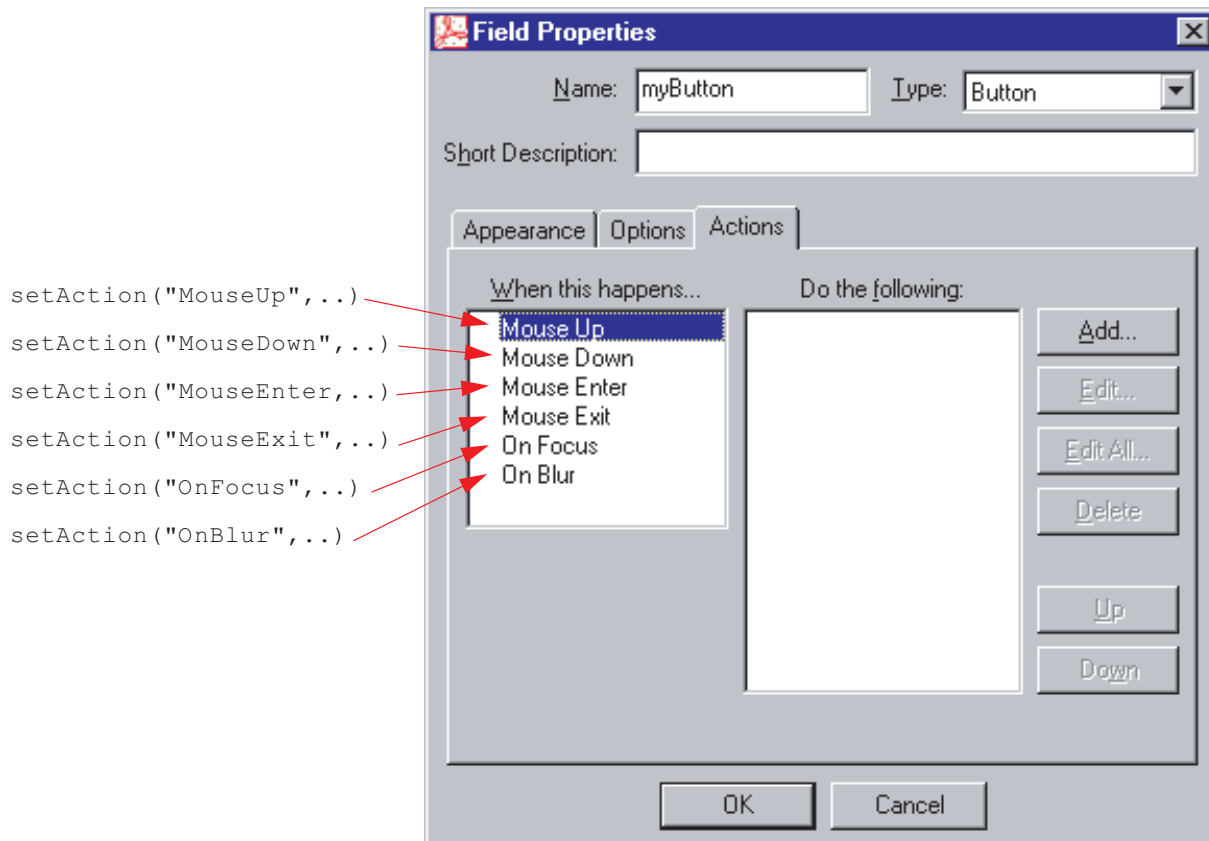 Field Properties
Name: myButton Type: Button
Short Description:
Appearance Options Actions
When this happens... Do the following:
setAction("MouseUp",..)
setAction("MouseDown",..)
setAction("MouseEnter,..)
setAction("MouseExit",..)
setAction("OnFocus",..)
setAction("OnBlur",..)
Mouse Up
Mouse Down
Mouse Enter
Mouse Exit
On Focus
On Blur
Add...
Edit...
Edit All...
Delete
Up
Down
OK Cancel